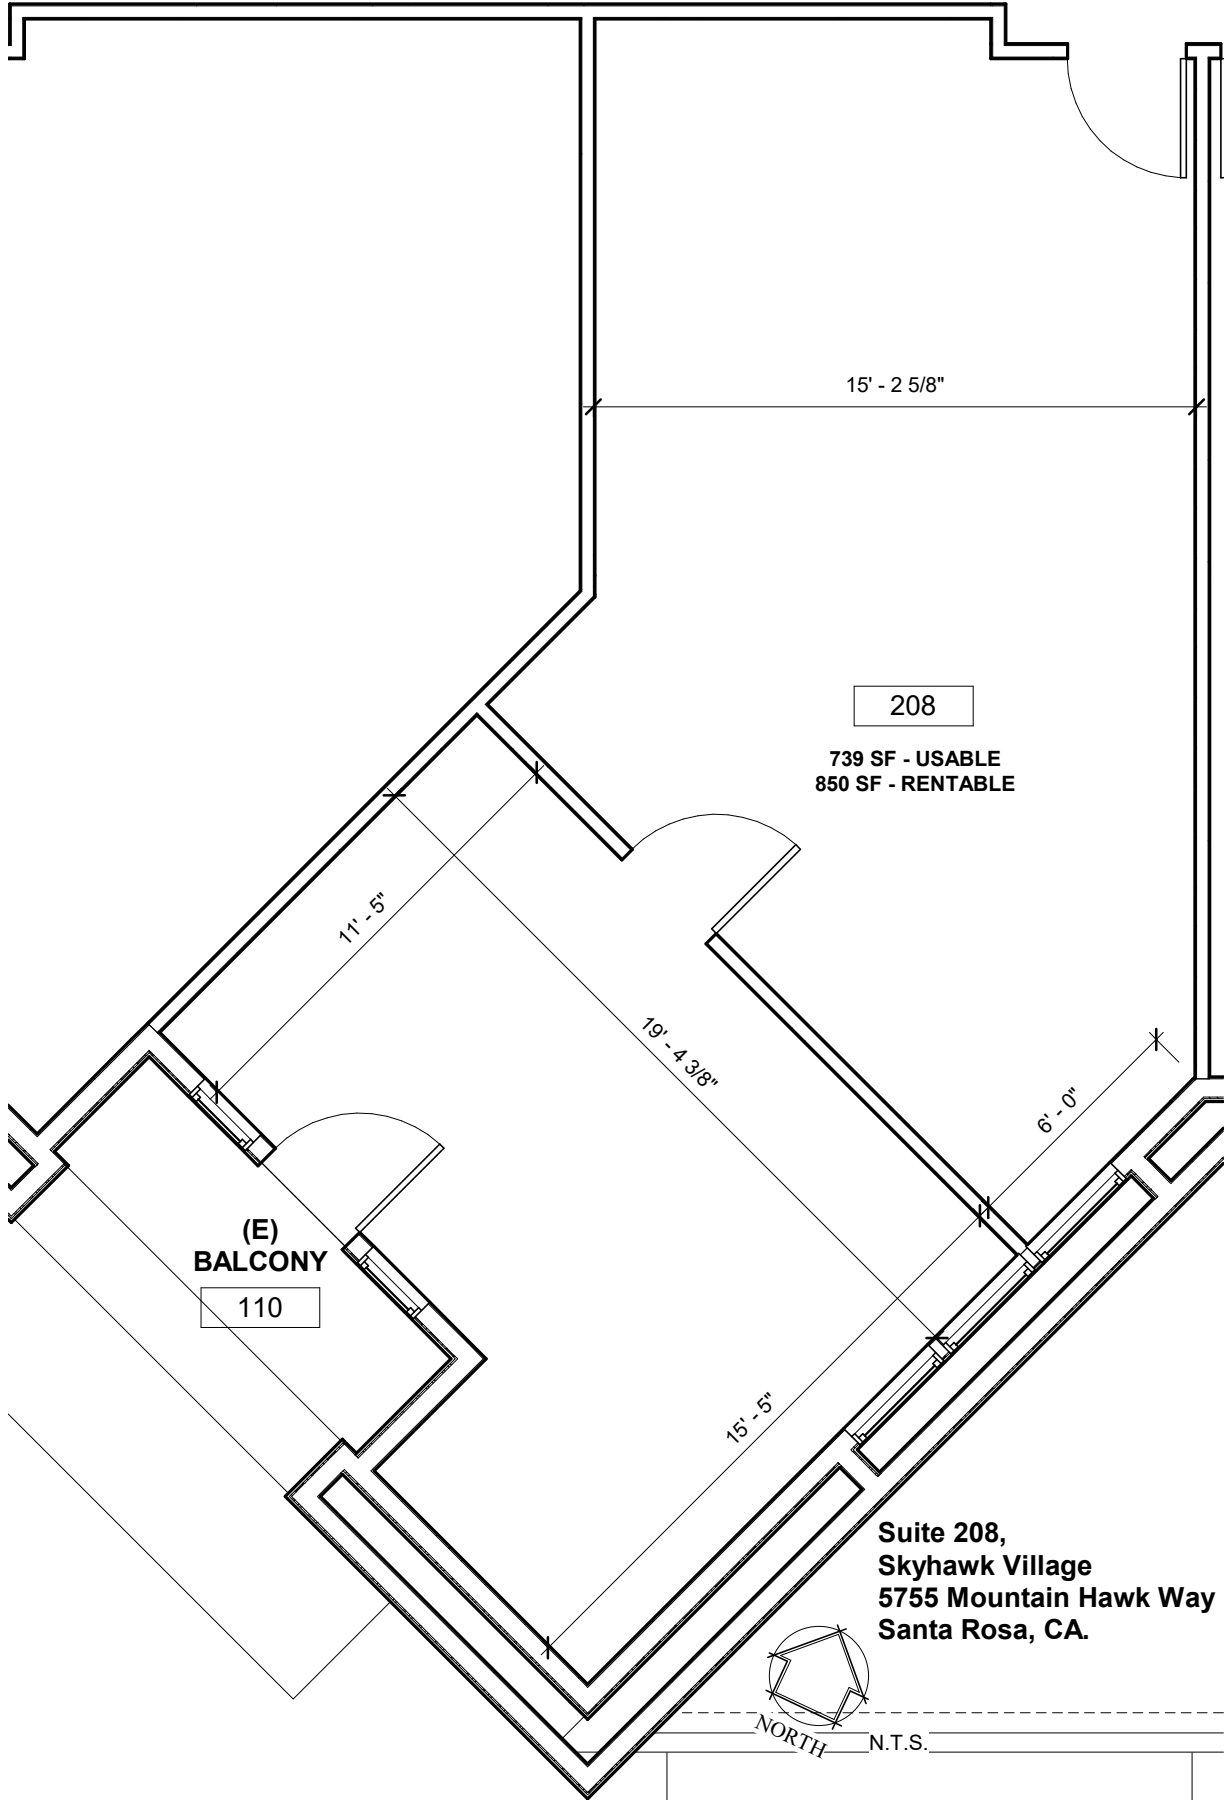 15' - 2 5/8"
208
739 SF - USABLE
850 SF - RENTABLE
11' - 5"
19' - 4 3/8"
6' - 0"
(E)
BALCONY
110
15' - 5"
Suite 208,
Skyhawk Village
5755 Mountain Hawk Way
Santa Rosa, CA.
NORTH
N.T.S.